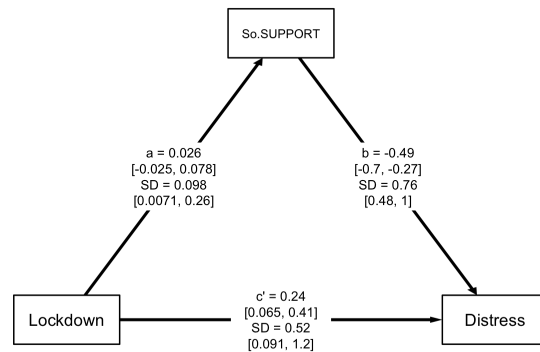 So.SUPPORT
a = 0.026
[-0.025, 0.078]
SD = 0.098
[0.0071, 0.26]
b = -0.49
[-0.7, -0.27]
SD = 0.76
[0.48, 1]
Lockdown
c' = 0.24
[0.065, 0.41]
SD = 0.52
[0.091, 1.2]
Distress